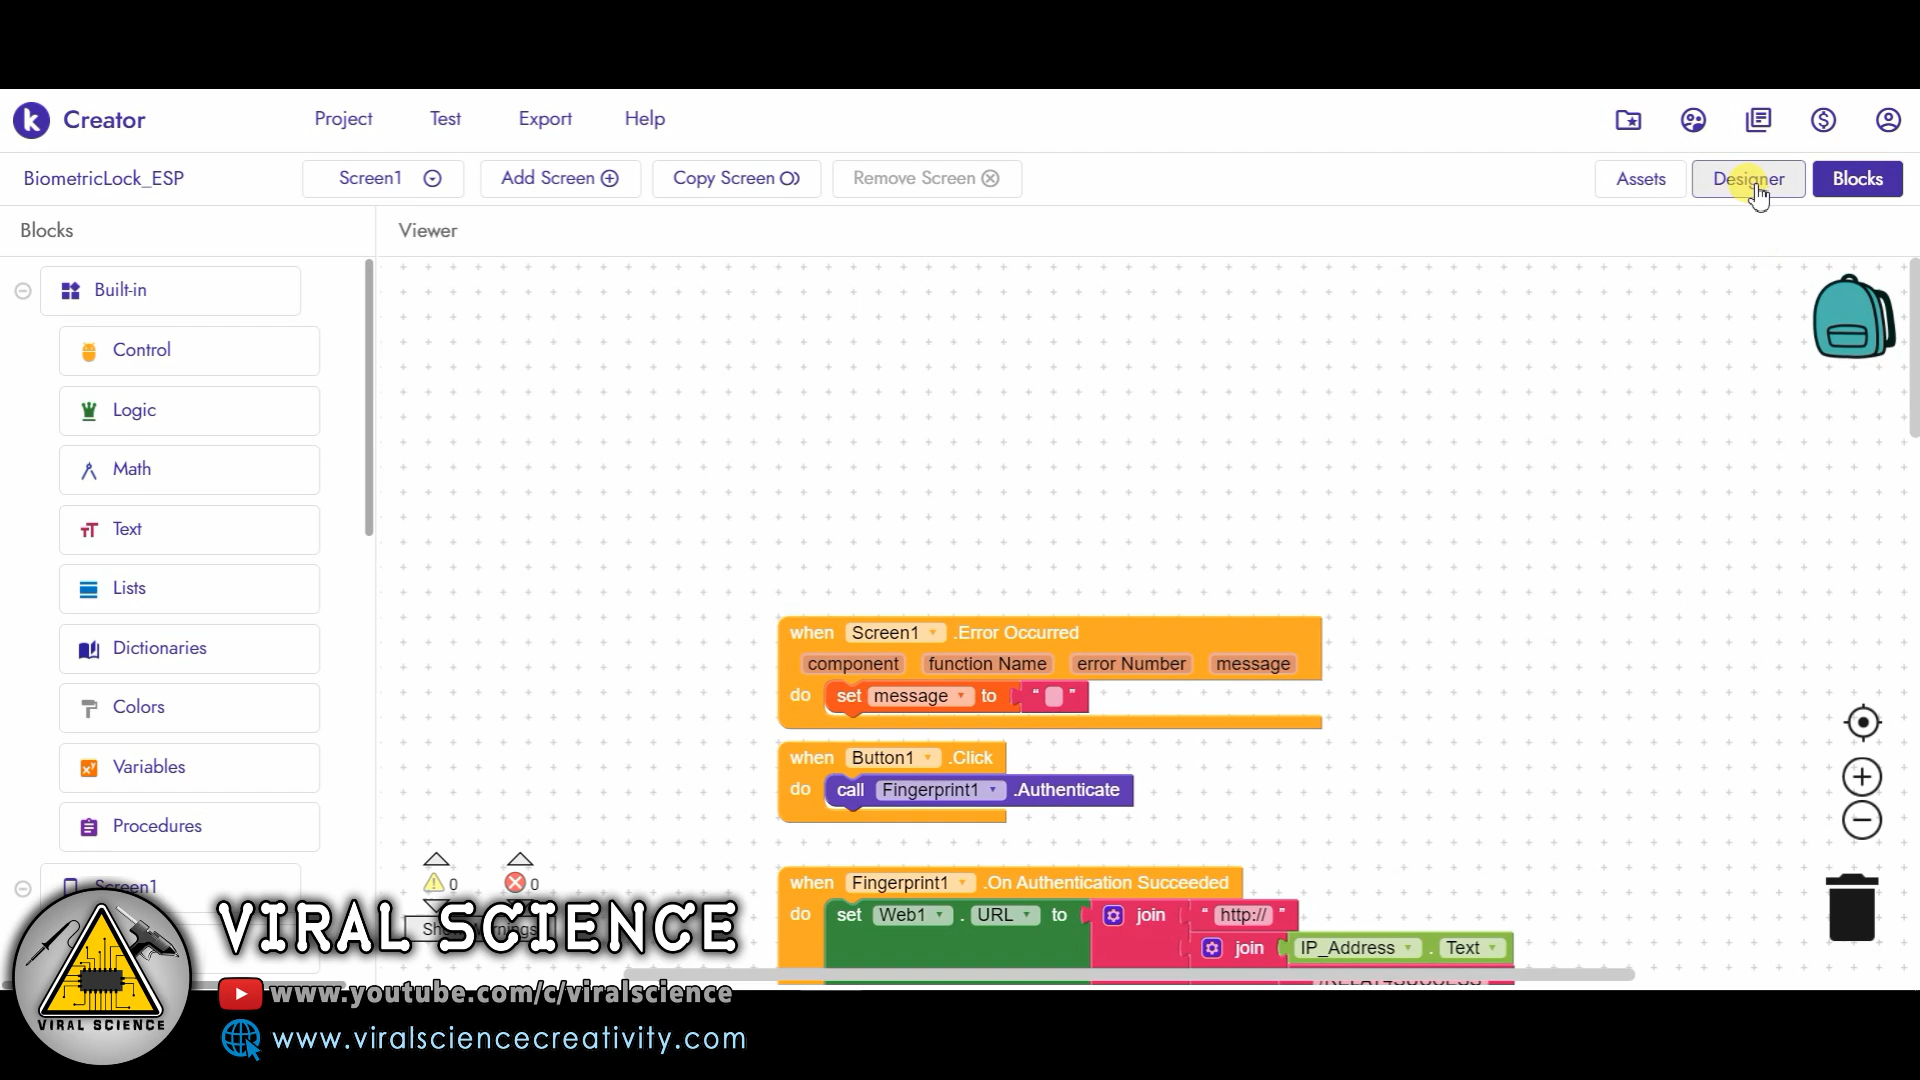 Creator
Project
Test
Export
Help
BiometricLock_ESP
Screen1
Add Screen
Copy Screen
Remove Screen
Assets
Designer
Blocks
Blocks
Viewer
Built-in
Control
Logic
Math
Text
Lists
Dictionaries
Colors
Variables
Procedures
Screen1
when Screen1 .Error Occurred
component function Name error Number message
do set message to " "
when Button1 .Click
do call Fingerprint1 .Authenticate
when Fingerprint1 .On Authentication Succeeded
do set Web1 . URL to join " http:// "
join IP_Address . Text
0
0
VIRAL SCIENCE
www.youtube.com/c/viralscience
www.viralsciencecreativity.com
VIRAL SCIENCE